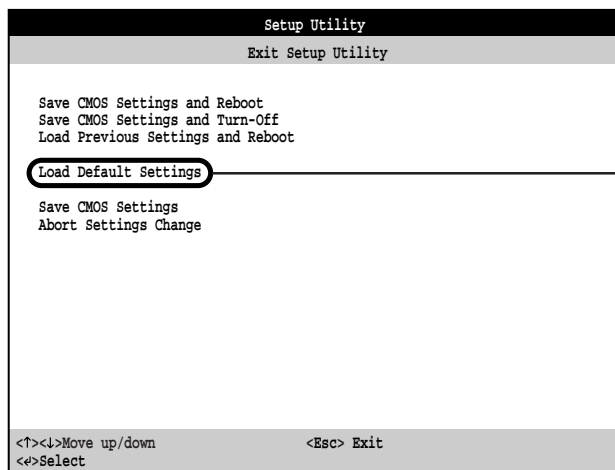 Setup Utility
Exit Setup Utility
Save CMOS Settings and Reboot
Save CMOS Settings and Turn-Off
Load Previous Settings and Reboot
Load Default Settings
Save CMOS Settings
Abort Settings Change
<↑><↓>Move up/down <Esc> Exit
<↵>Select